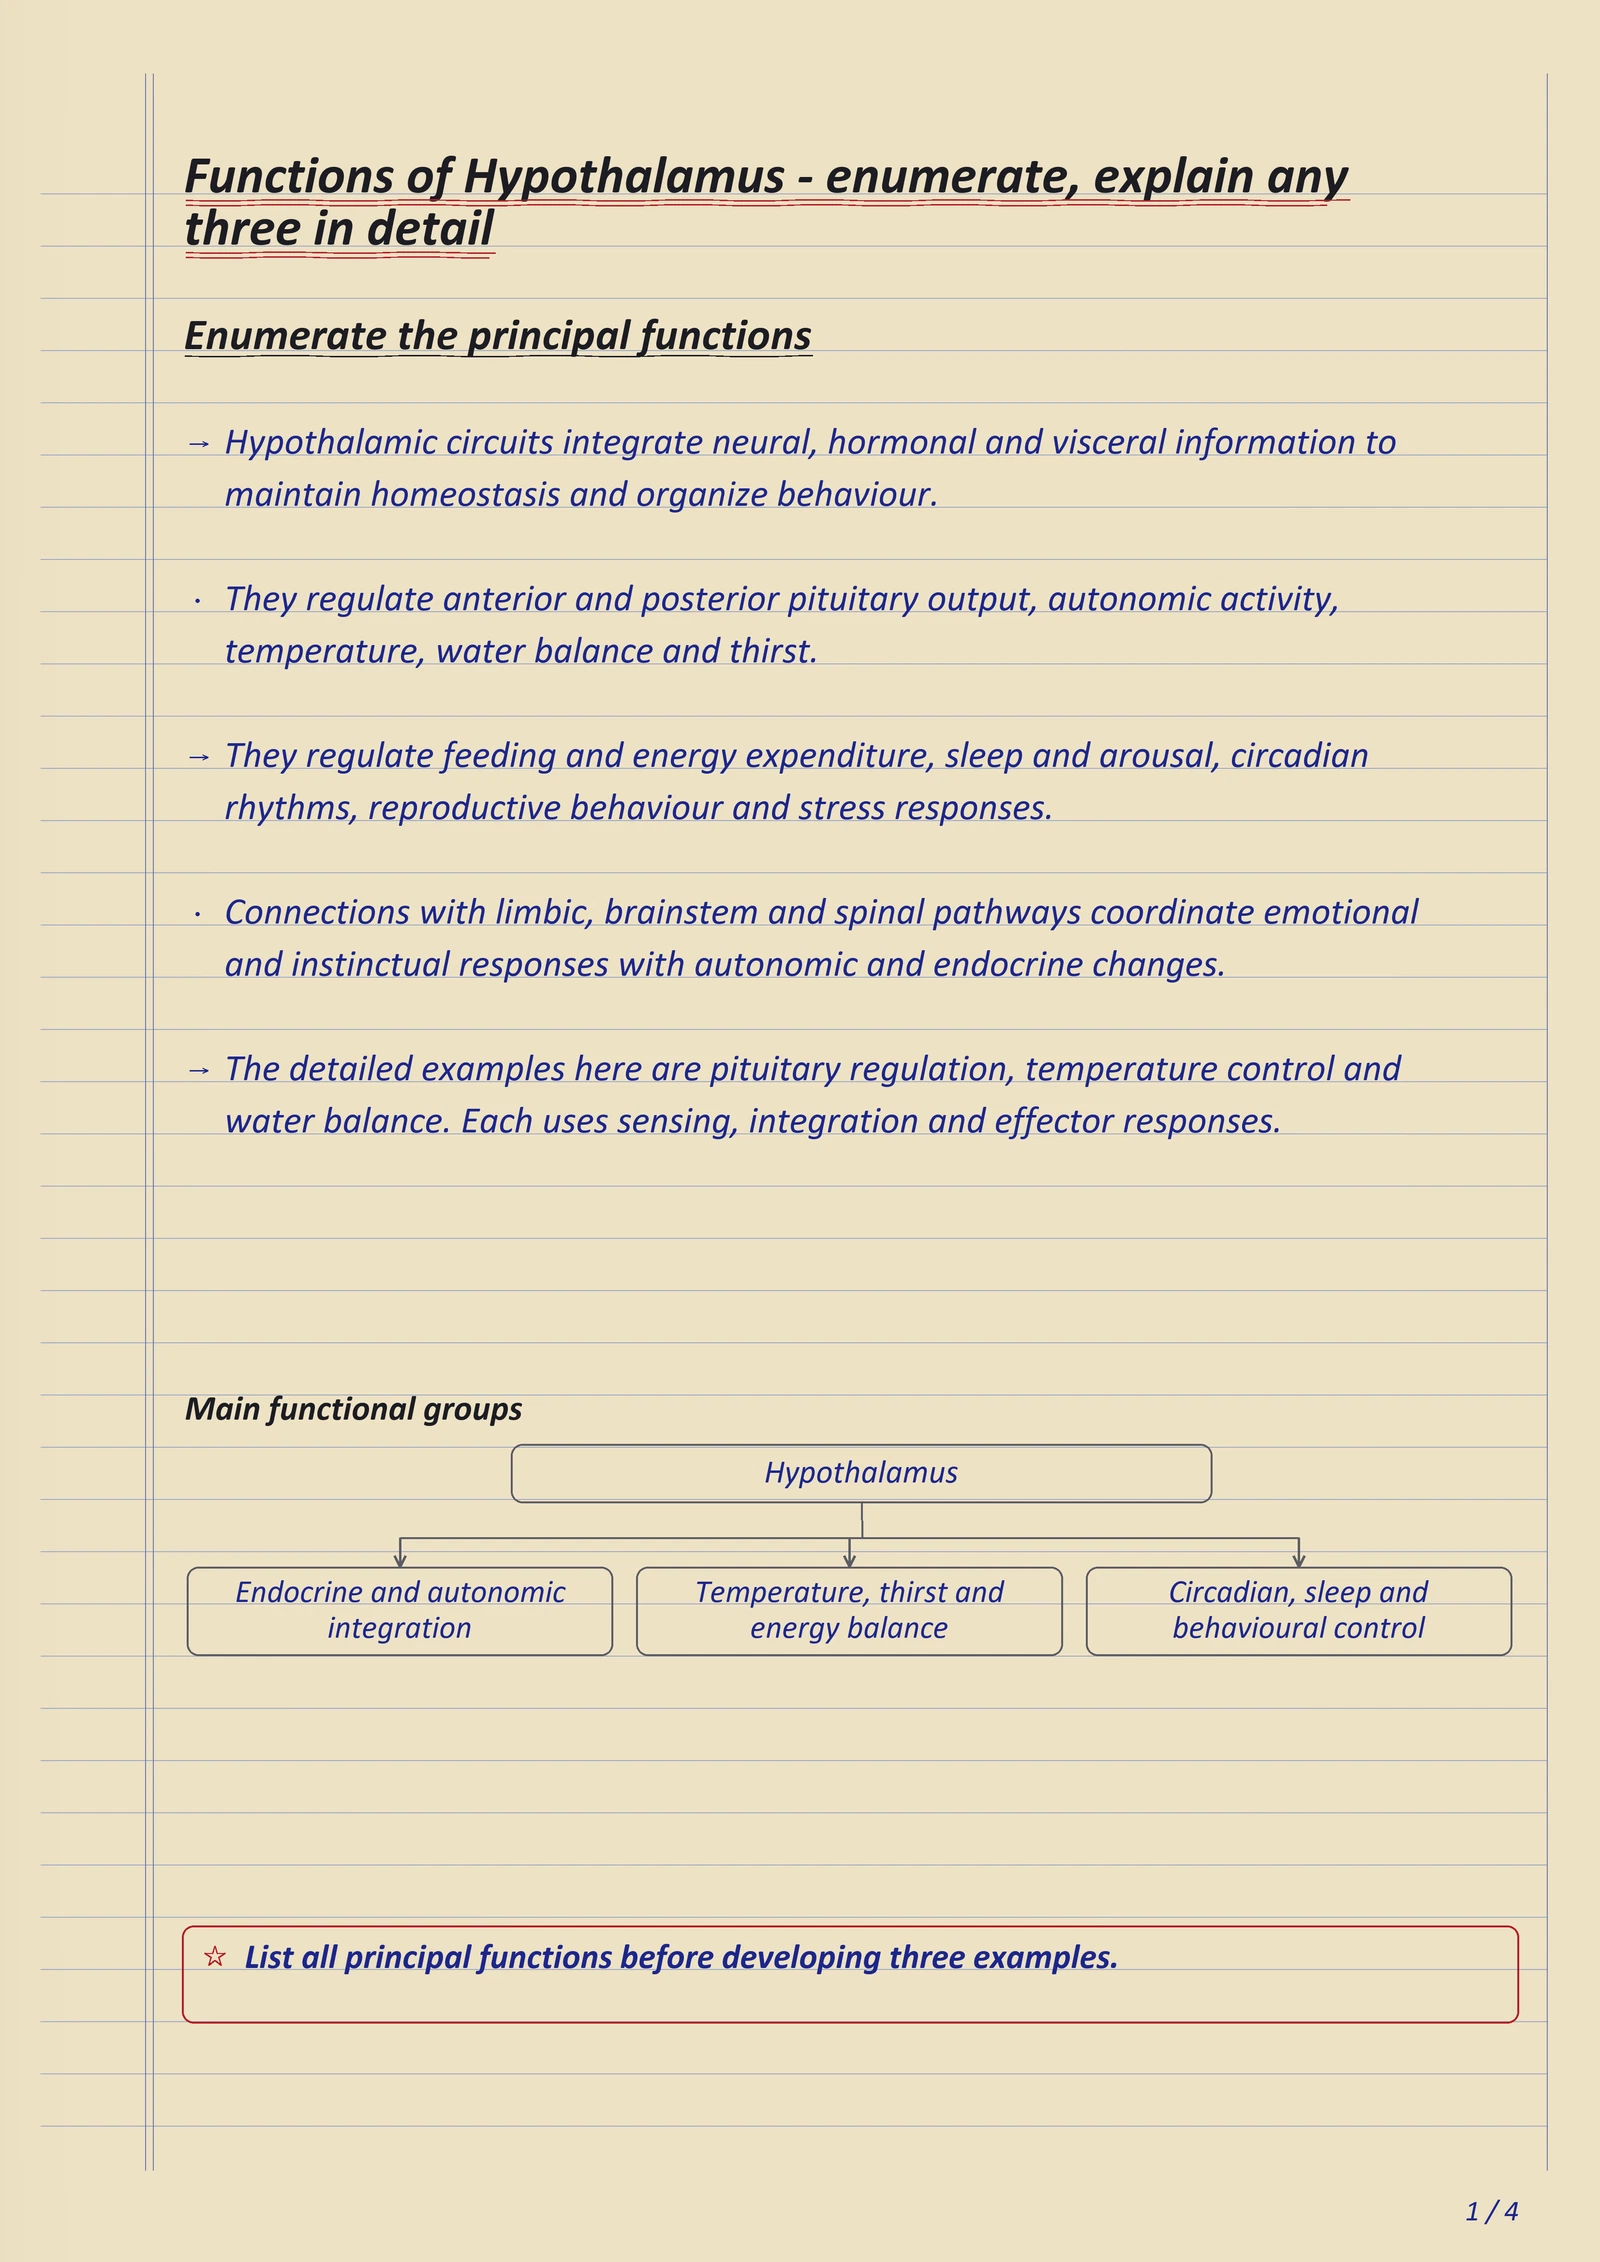 Functions of Hypothalamus - enumerate, explain any
three in detail
Enumerate the principal functions
→ Hypothalamic circuits integrate neural, hormonal and visceral information to
maintain homeostasis and organize behaviour.
· They regulate anterior and posterior pituitary output, autonomic activity,
temperature, water balance and thirst.
→ They regulate feeding and energy expenditure, sleep and arousal, circadian
rhythms, reproductive behaviour and stress responses.
· Connections with limbic, brainstem and spinal pathways coordinate emotional
and instinctual responses with autonomic and endocrine changes.
→ The detailed examples here are pituitary regulation, temperature control and
water balance. Each uses sensing, integration and effector responses.
Main functional groups
Hypothalamus
Endocrine and autonomic
integration
Temperature, thirst and
energy balance
Circadian, sleep and
behavioural control
☆ List all principal functions before developing three examples.
1 / 4